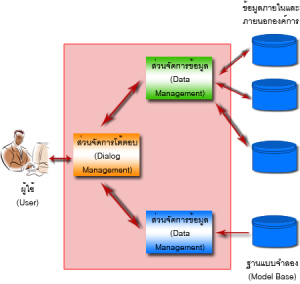 ข้อมูลภายในและ
ภายนอกองค์การ
ส่วนจัดการข้อมูล
(Data
Management)
ส่วนจัดการโต้ตอบ
(Dialog
Management)
ผู้ใช้
(User)
ส่วนจัดการข้อมูล
(Data
Management)
ฐานแบบจำลอง
(Model Base)